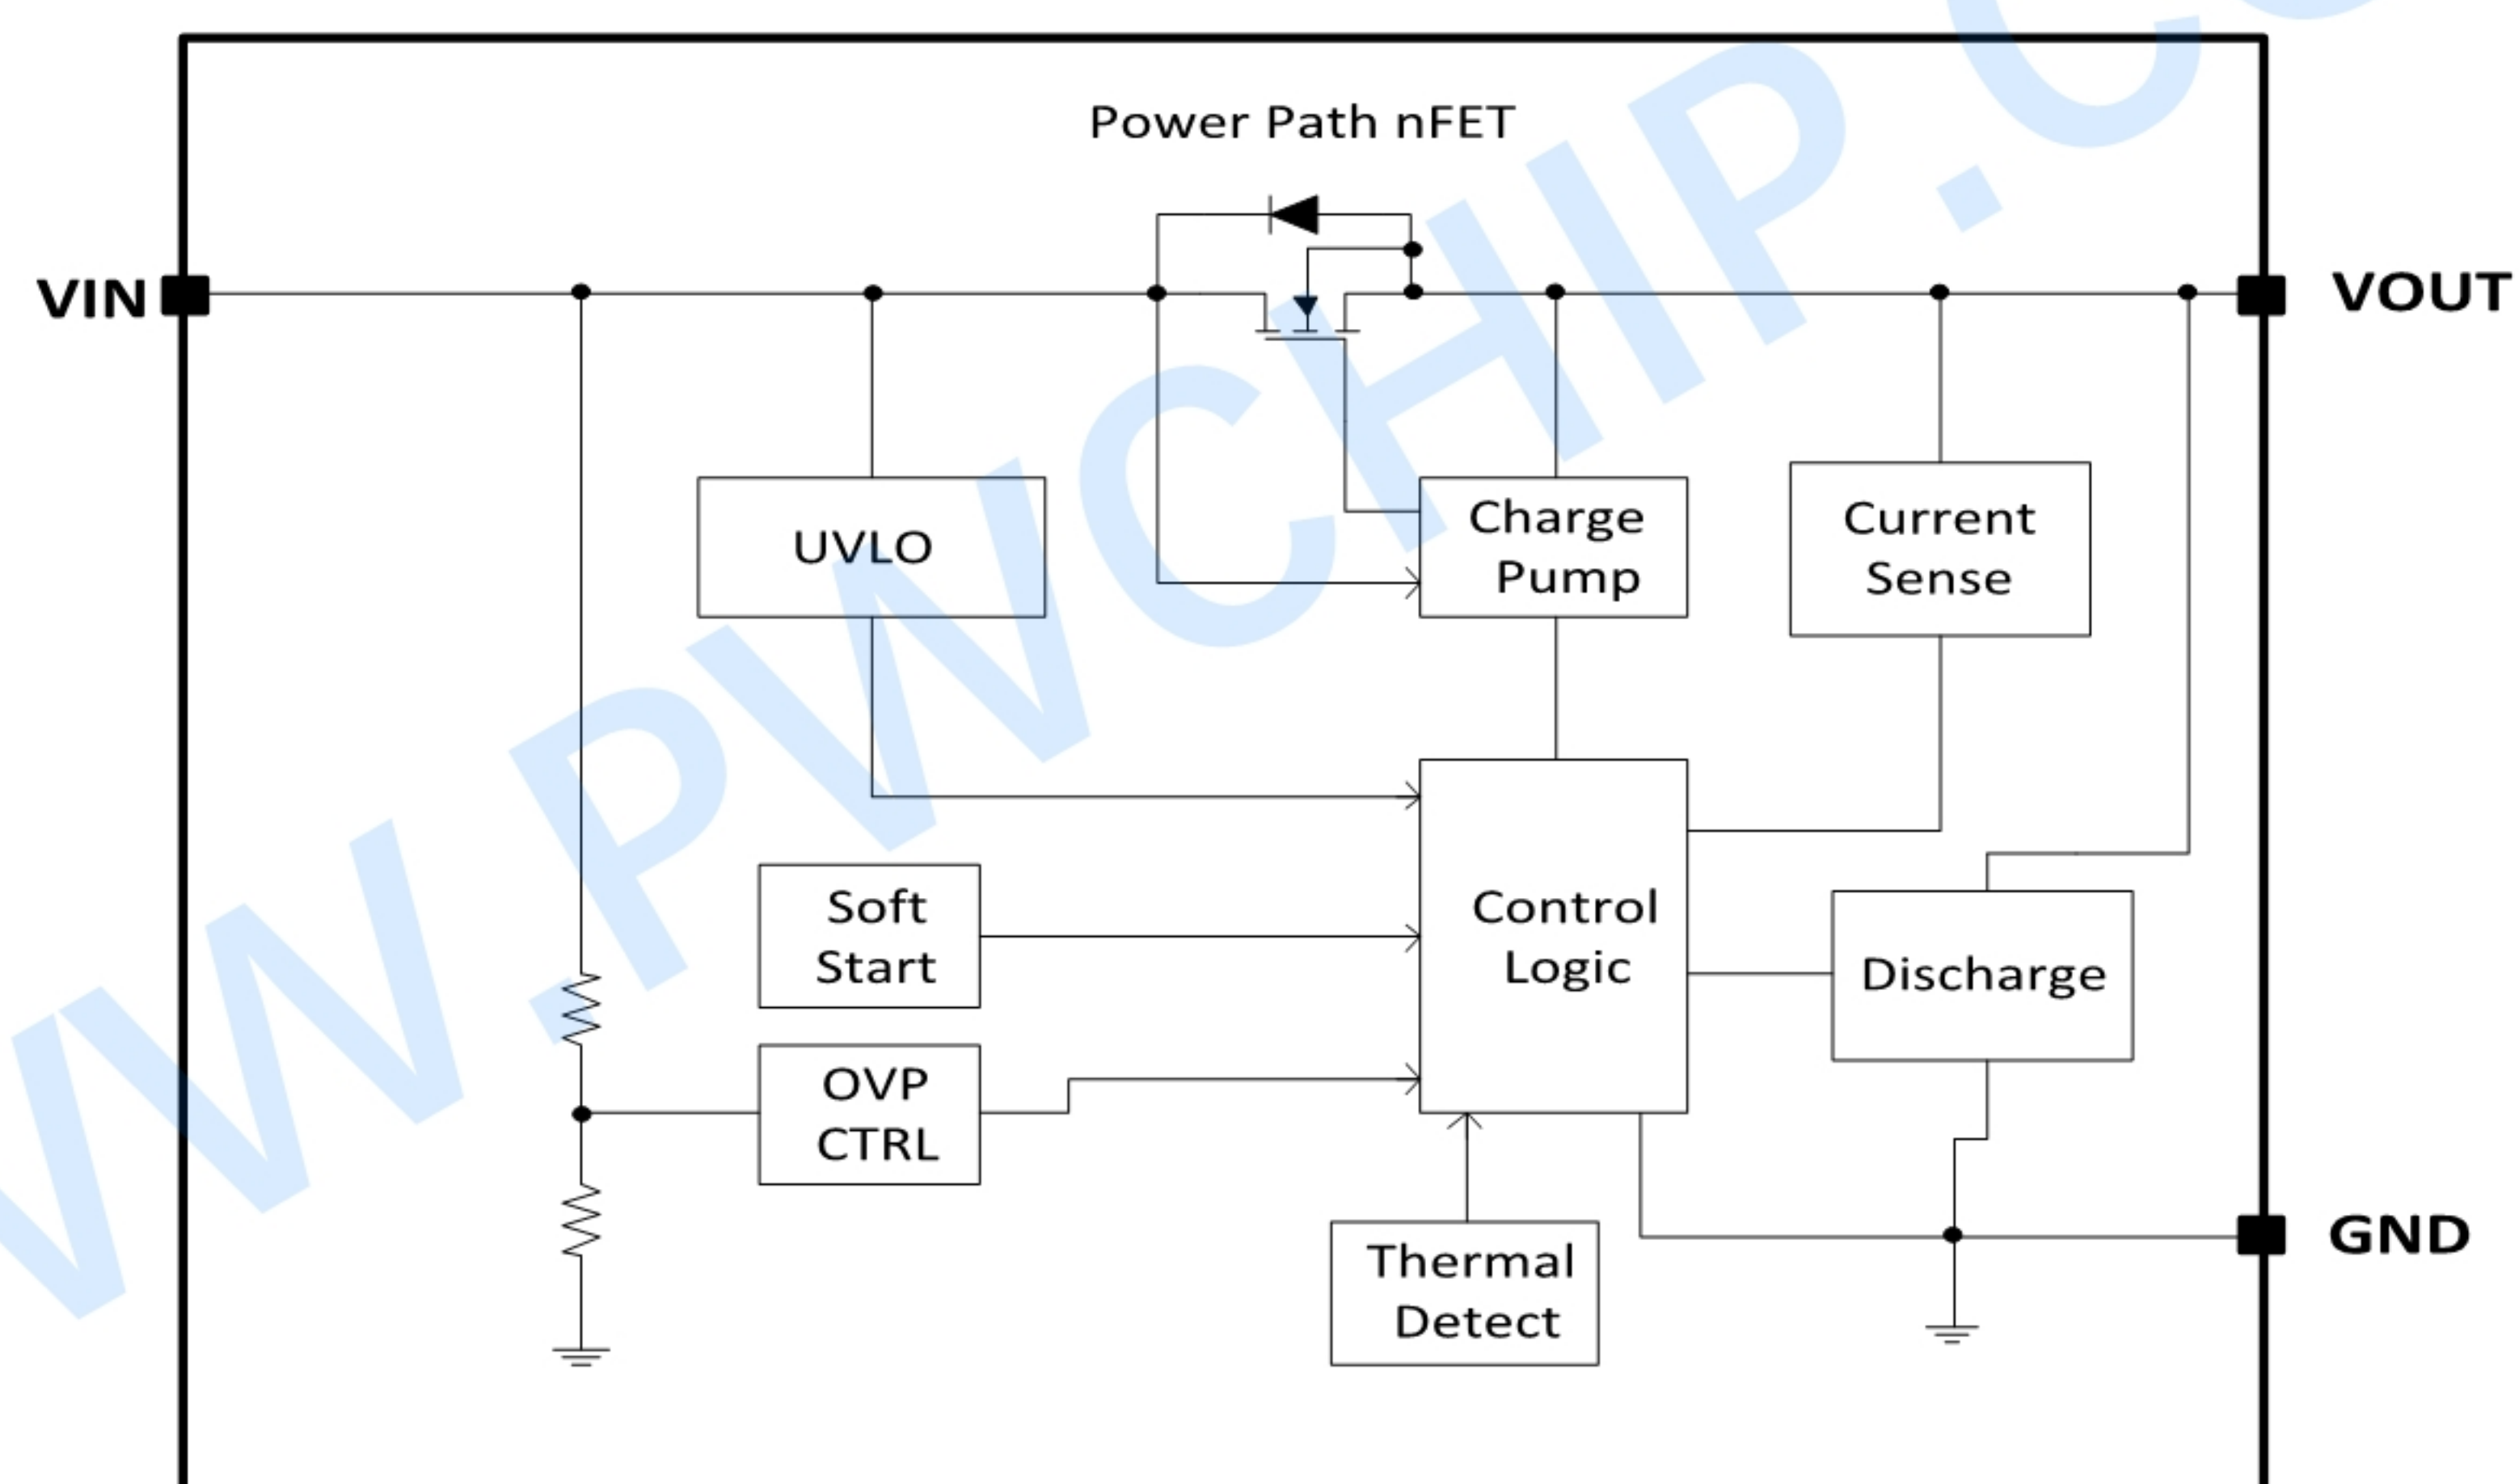 Power Path nFET
VIN
VOUT
UVLO
Charge
Pump
Current
Sense
Soft
Start
Control
Logic
Discharge
OVP
CTRL
Thermal
Detect
GND
W.PWCHIP.C